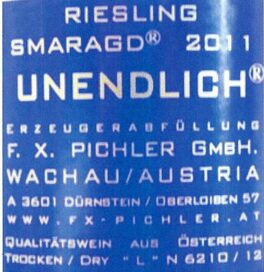 RIESLING
SMARAGD® 2011
UNENDLICH®
ERZEUGERABFÜLLUNG
F. X. PICHLER GMBH.
WACHAU/AUSTRIA
A 3601 DÜRNSTEIN / OBERLOIBEN 57
WWW.FX-PICHLER.AT
QUALITÄTSWEIN AUS ÖSTERREICH
TROCKEN / DRY "L" N 6210 / 12